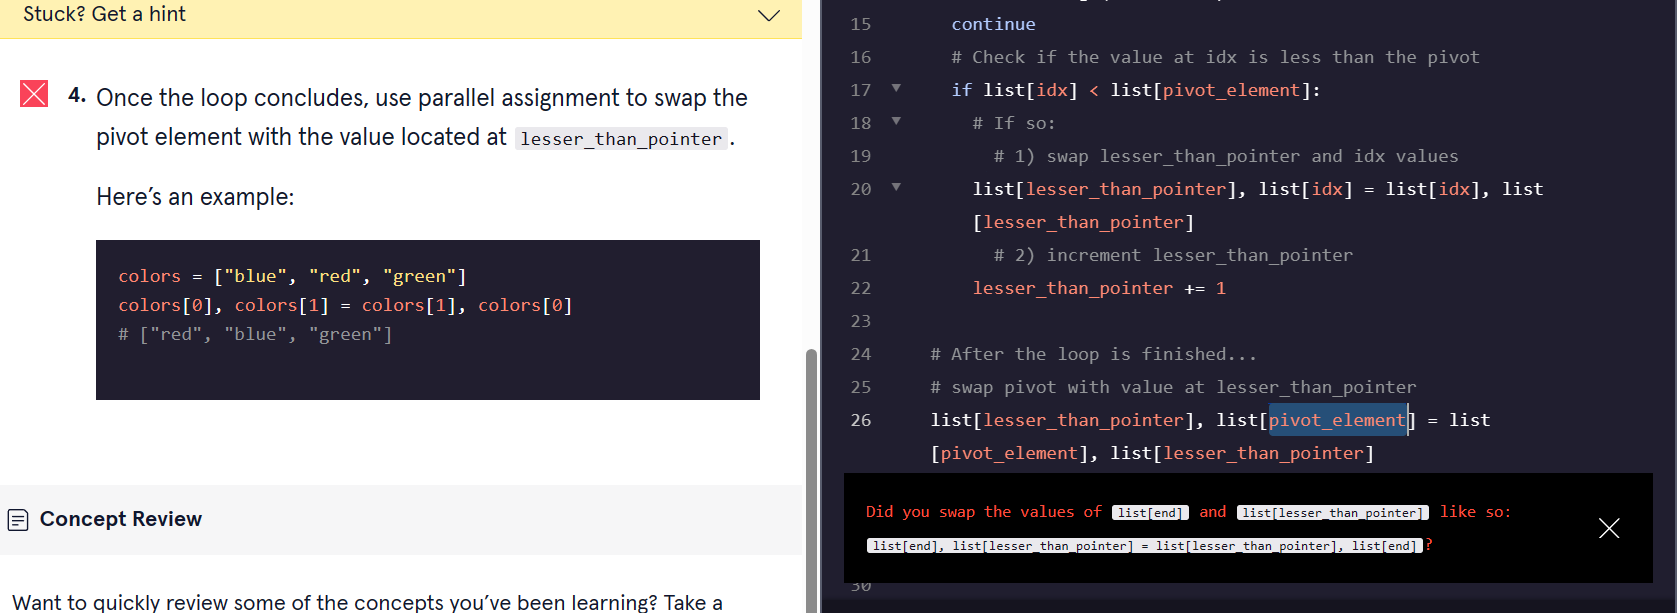 Stuck? Get a hint
4. Once the loop concludes, use parallel assignment to swap the
pivot element with the value located at lesser_than_pointer.
Here's an example:
colors = ["blue", "red", "green"]
colors[0], colors[1] = colors[1], colors[0]
# ["red", "blue", "green"]
Concept Review
Want to quickly review some of the concepts you've been learning? Take a
15 continue
16 # Check if the value at idx is less than the pivot
17 if list[idx] < list[pivot_element]:
18 # If so:
19 # 1) swap lesser_than_pointer and idx values
20 list[lesser_than_pointer], list[idx] = list[idx], list
[lesser_than_pointer]
21 # 2) increment lesser_than_pointer
22 lesser_than_pointer += 1
23
24 # After the loop is finished...
25 # swap pivot with value at lesser_than_pointer
26 list[lesser_than_pointer], list[pivot_element] = list
[pivot_element], list[lesser_than_pointer]
Did you swap the values of list[end] and list[lesser_than_pointer] like so:
list[end], list[lesser_than_pointer] = list[lesser_than_pointer], list[end]?
30